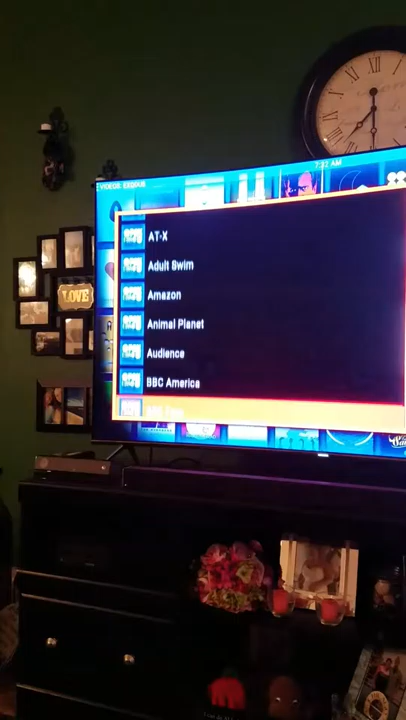 VIDEOS: EXODUS
7:32 AM
AT-X
Adult Swim
Amazon
Animal Planet
Audience
BBC America
LOVE